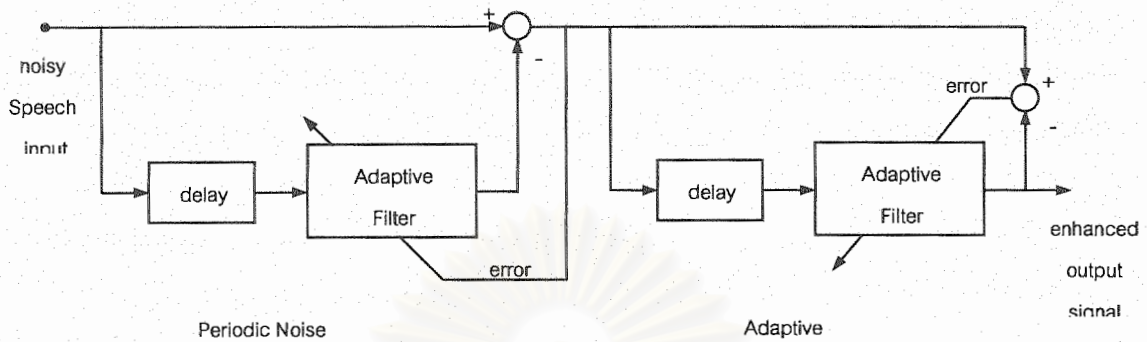 +
-
noisy
Speech
input
delay
Adaptive
Filter
error
Periodic Noise
error
+
-
delay
Adaptive
Filter
enhanced
output
signal
Adaptive